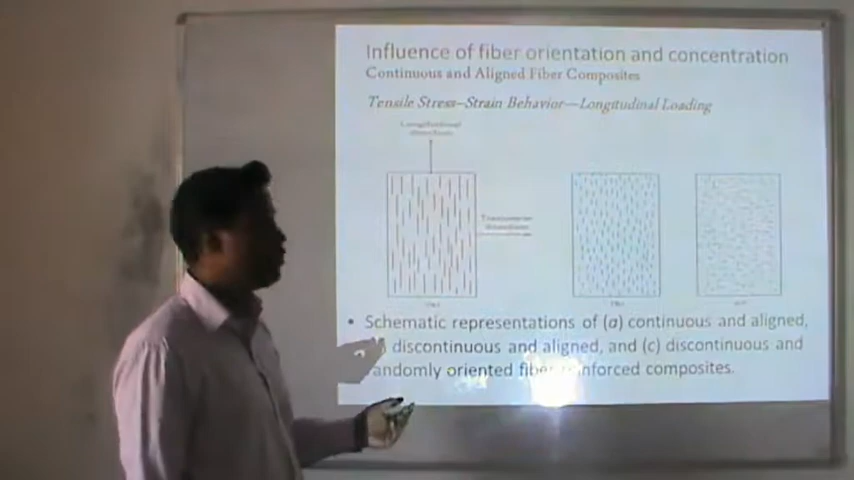 Influence of fiber orientation and concentration
Continuous and Aligned Fiber Composites
Tensile Stress–Strain Behavior—Longitudinal Loading
• Schematic representations of (a) continuous and aligned,
discontinuous and aligned, and (c) discontinuous and
andomly oriented fiber inforced composites.